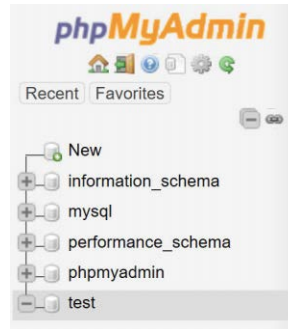 phpMyAdmin
Recent Favorites
New
information_schema
mysql
performance_schema
phpmyadmin
test